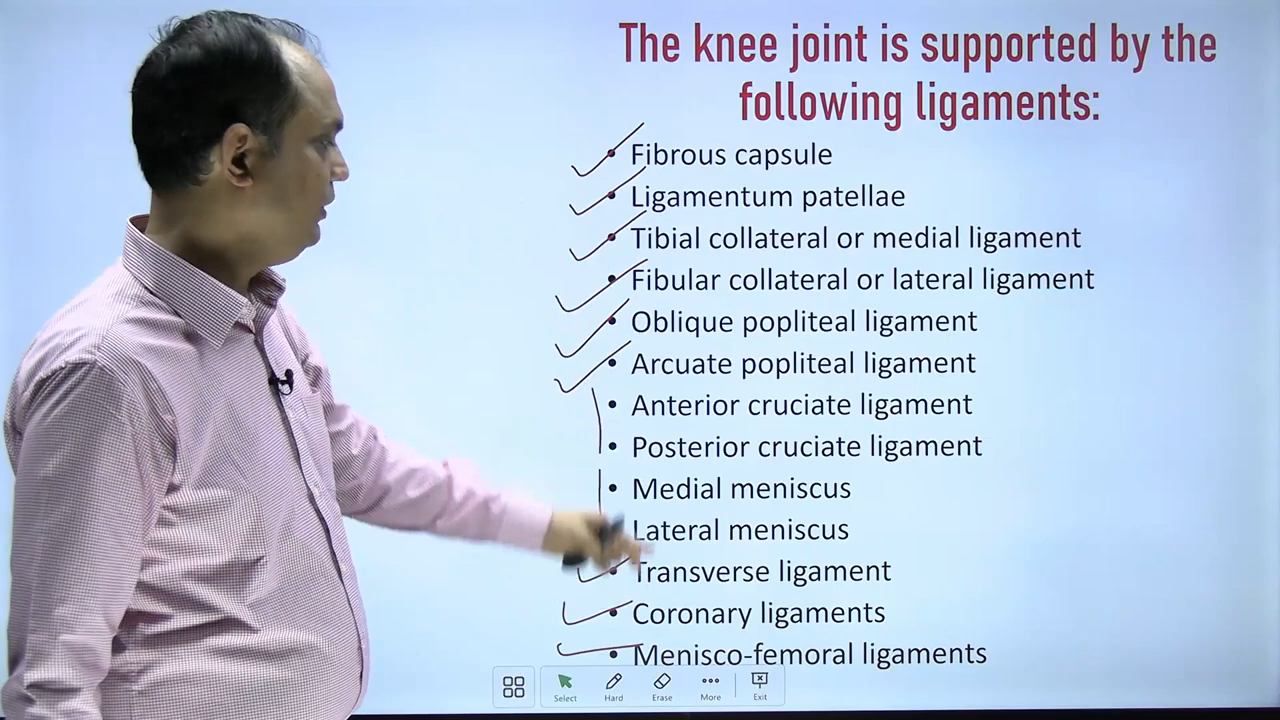 The knee joint is supported by the
following ligaments:
• Fibrous capsule
• Ligamentum patellae
• Tibial collateral or medial ligament
• Fibular collateral or lateral ligament
• Oblique popliteal ligament
• Arcuate popliteal ligament
• Anterior cruciate ligament
• Posterior cruciate ligament
• Medial meniscus
Lateral meniscus
• Transverse ligament
• Coronary ligaments
• Menisco-femoral ligaments
Select Hard Erase More Exit